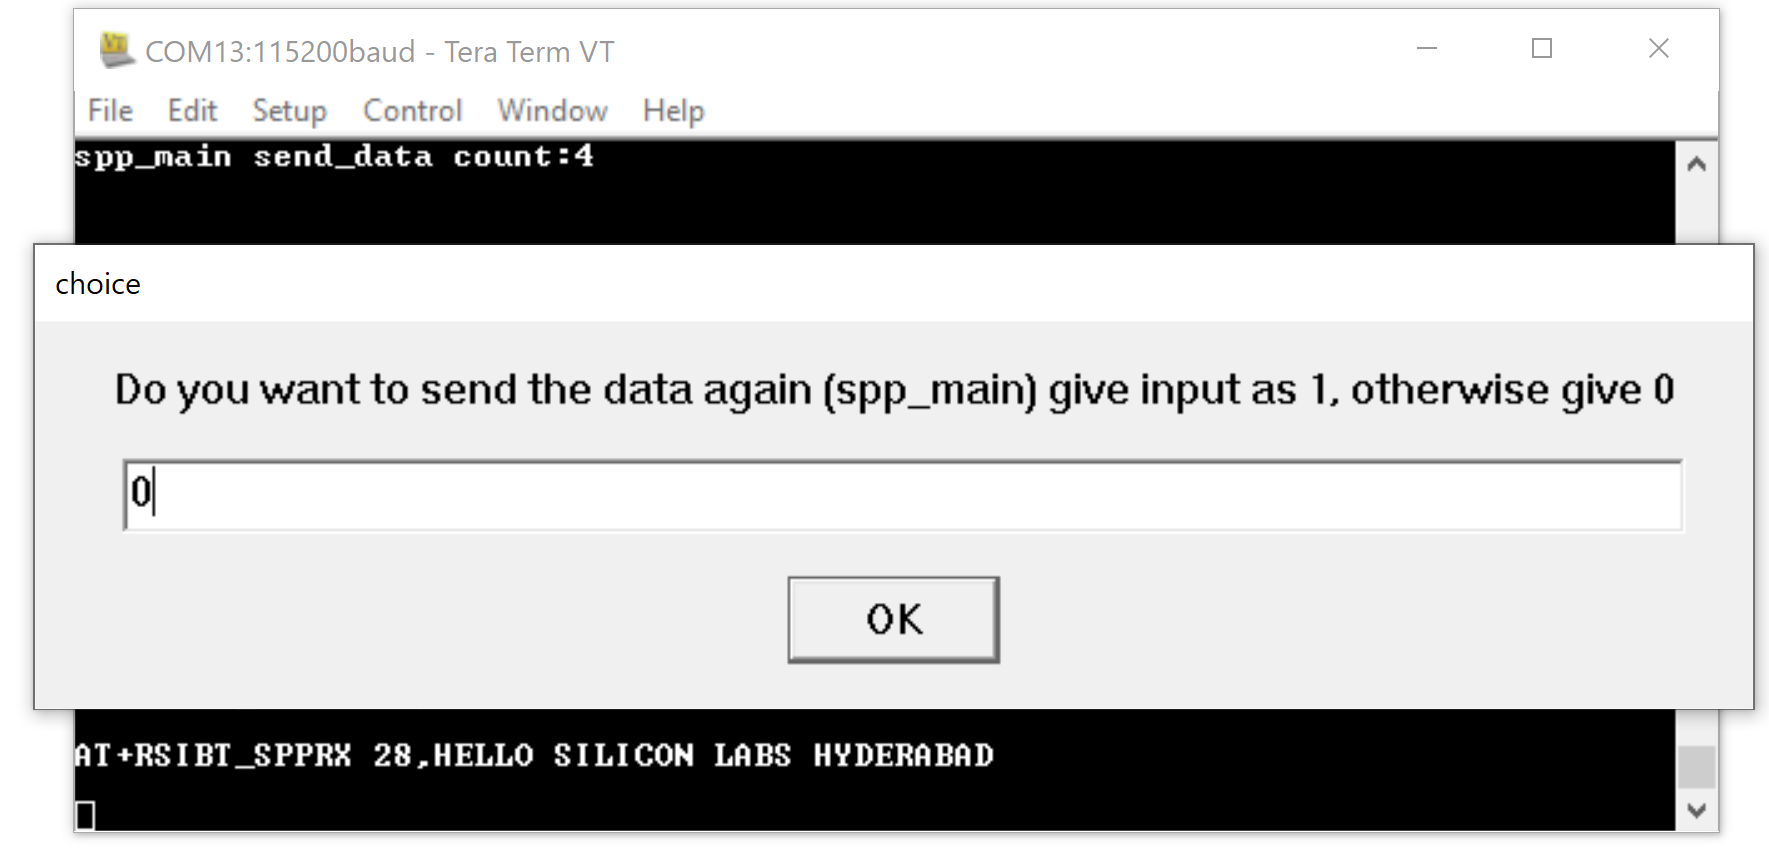 COM13:115200baud - Tera Term VT
File Edit Setup Control Window Help
spp_main send_data count:4
choice
Do you want to send the data again (spp_main) give input as 1, otherwise give 0
0
OK
AT+RSIBT_SPPRX 28,HELLO SILICON LABS HYDERABAD